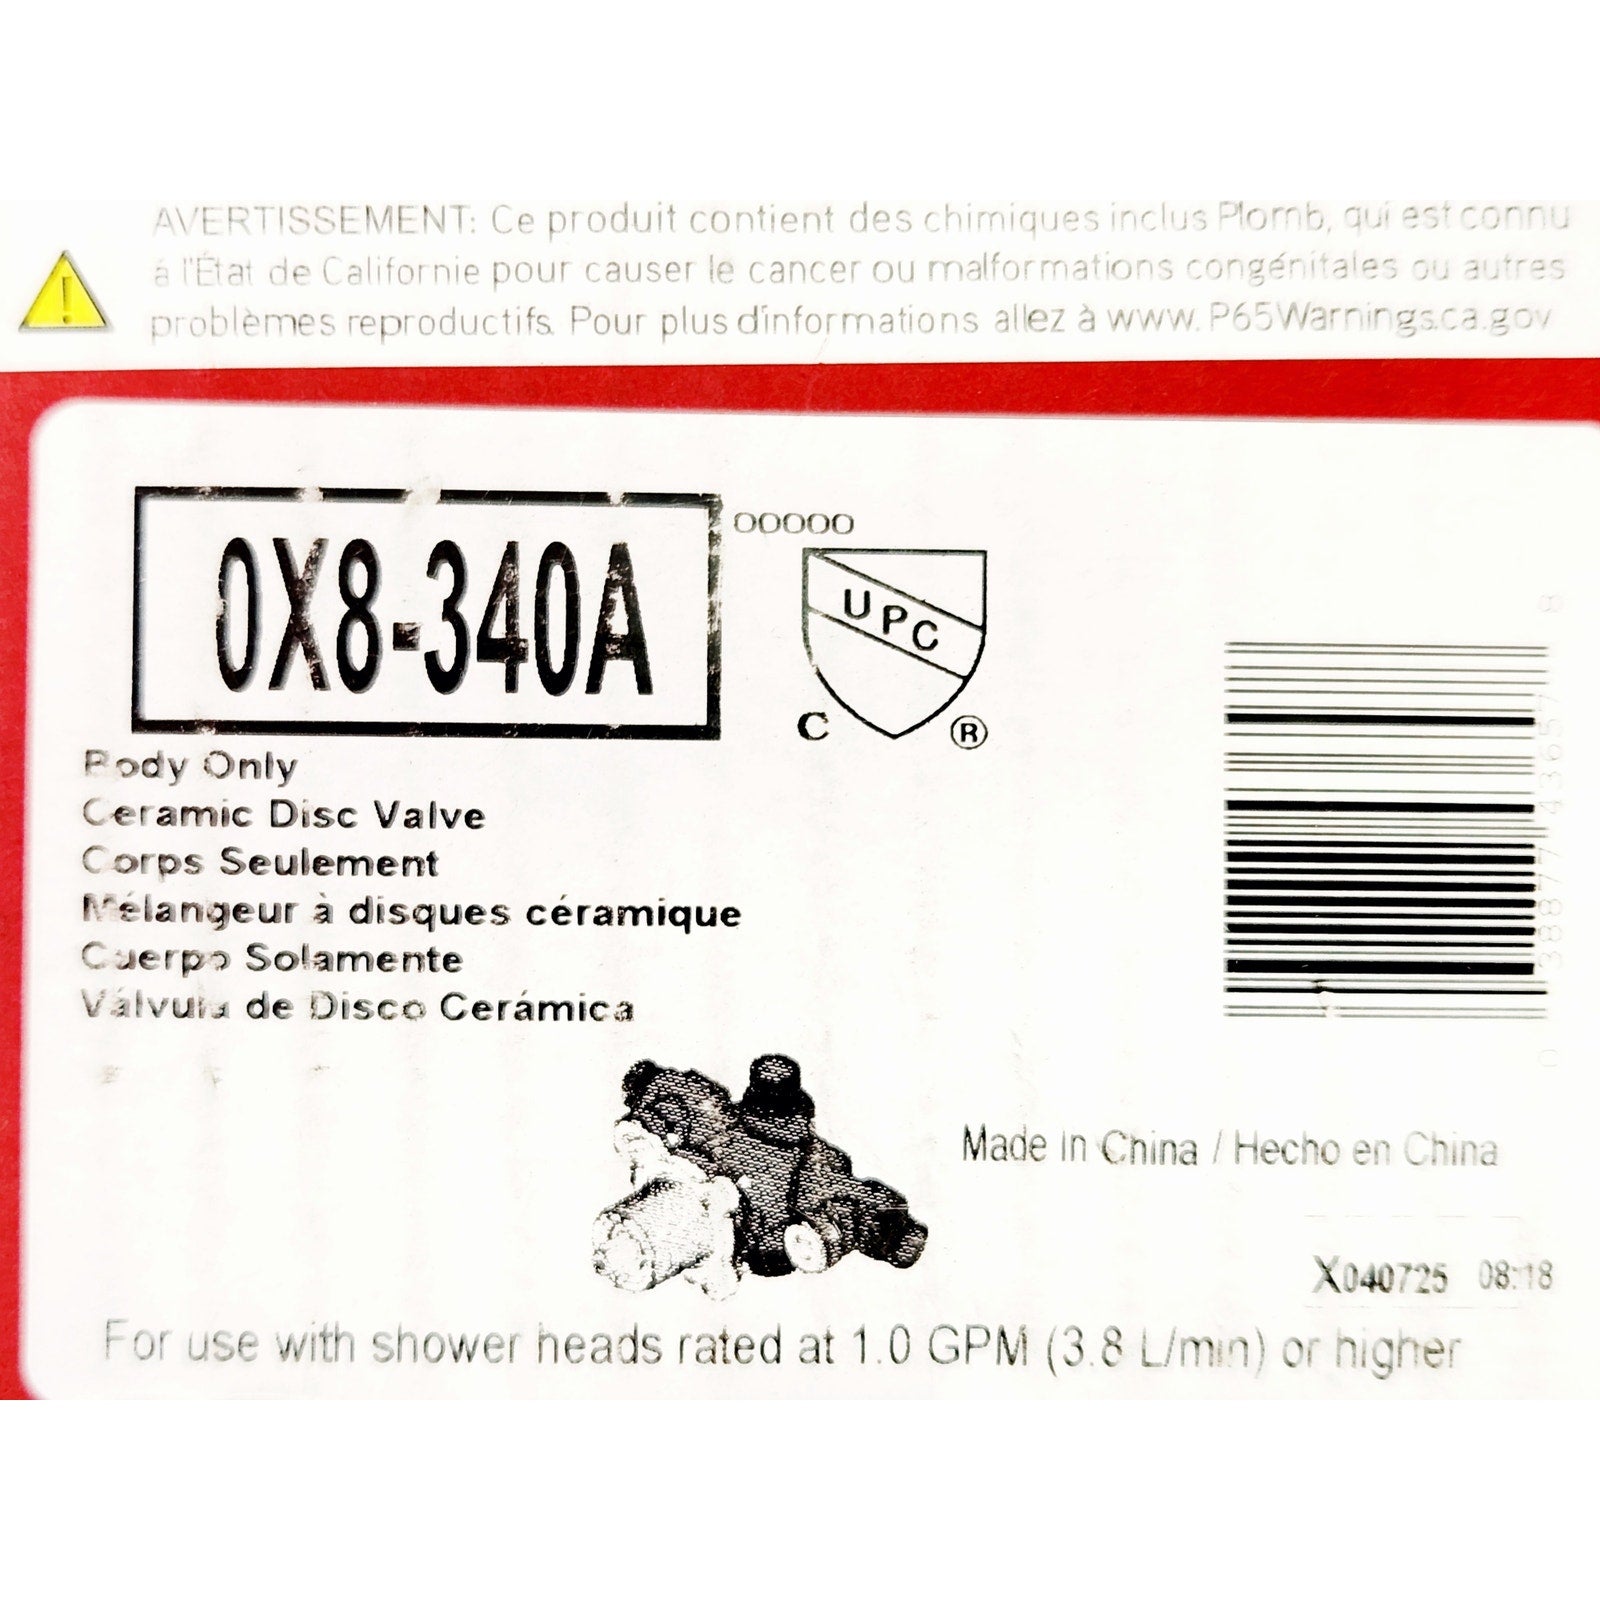 AVERTISSEMENT: Ce produit contient des chimiques inclus Plomb, qui est connu
á l'État de Californie pour causer le cancer ou malformations congénitales ou autres
problèmes reproductifs. Pour plus d'informations allez à www.P65Warnings.ca.gov
0X8-340A
00000
UPC
C ®
Body Only
Ceramic Disc Valve
Corps Seulement
Mélangeur à disques céramique
Cuerpo Solamente
Válvula de Disco Cerámica
Made in China / Hecho en China
X040725 08:18
For use with shower heads rated at 1.0 GPM (3.8 L/min) or higher